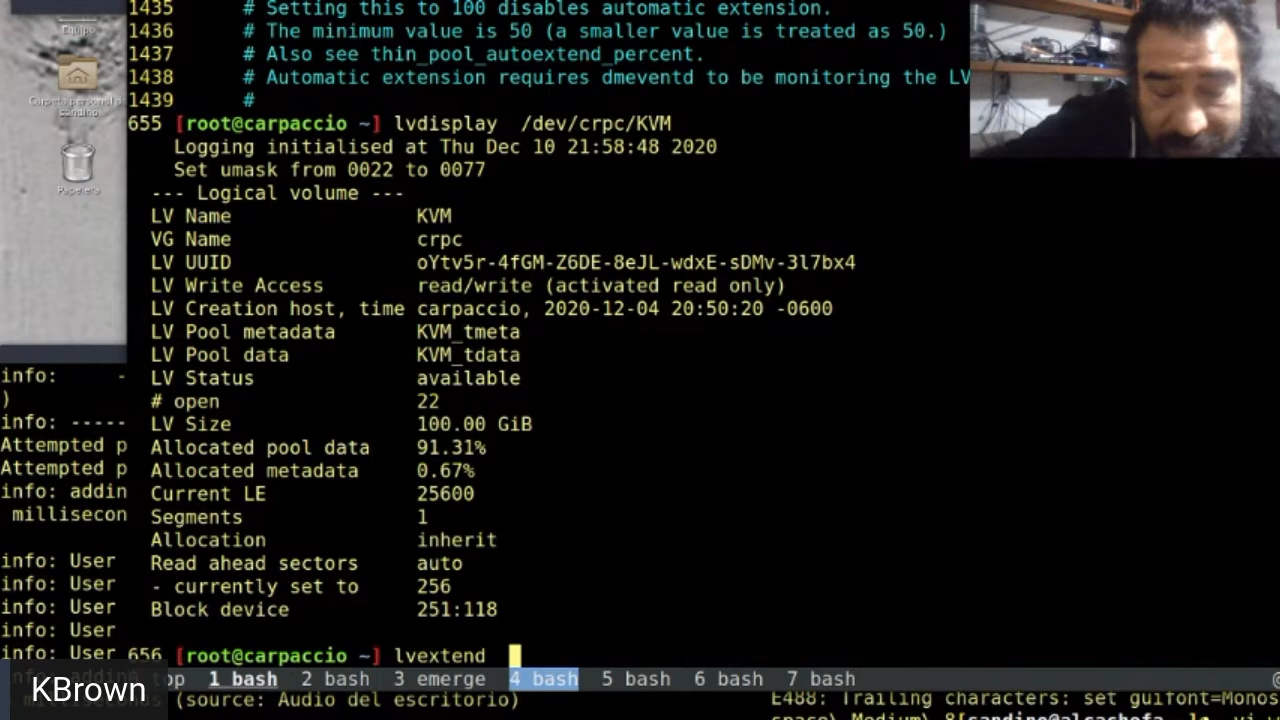 1435      # Setting this to 100 disables automatic extension.
1436      # The minimum value is 50 (a smaller value is treated as 50.)
1437      # Also see thin_pool_autoextend_percent.
1438      # Automatic extension requires dmeventd to be monitoring the LV
1439      #
655 [root@carpaccio ~] lvdisplay  /dev/crpc/KVM
Logging initialised at Thu Dec 10 21:58:48 2020
Set umask from 0022 to 0077
--- Logical volume ---
LV Name                KVM
VG Name                crpc
LV UUID                oYtv5r-4fGM-Z6DE-8eJL-wdxE-sDMv-3l7bx4
LV Write Access        read/write (activated read only)
LV Creation host, time carpaccio, 2020-12-04 20:50:20 -0600
LV Pool metadata       KVM_tmeta
LV Pool data           KVM_tdata
LV Status              available
# open                 22
LV Size                100.00 GiB
Allocated pool data    91.31%
Allocated metadata     0.67%
Current LE             25600
Segments               1
Allocation             inherit
Read ahead sectors     auto
- currently set to     256
Block device           251:118
656 [root@carpaccio ~] lvextend
op  1 bash  2 bash  3 emerge  4 bash  5 bash  6 bash  7 bash
(source: Audio del escritorio)
E488: Trailing characters: set guifont=Monos
Equipo
Carpeta personal de
sandino
Papelera
info:     -
)
info: -----
Attempted p
Attempted p
info: addin
millisecon
info: User
info: User
info: User
info: User
info: User
KBrown